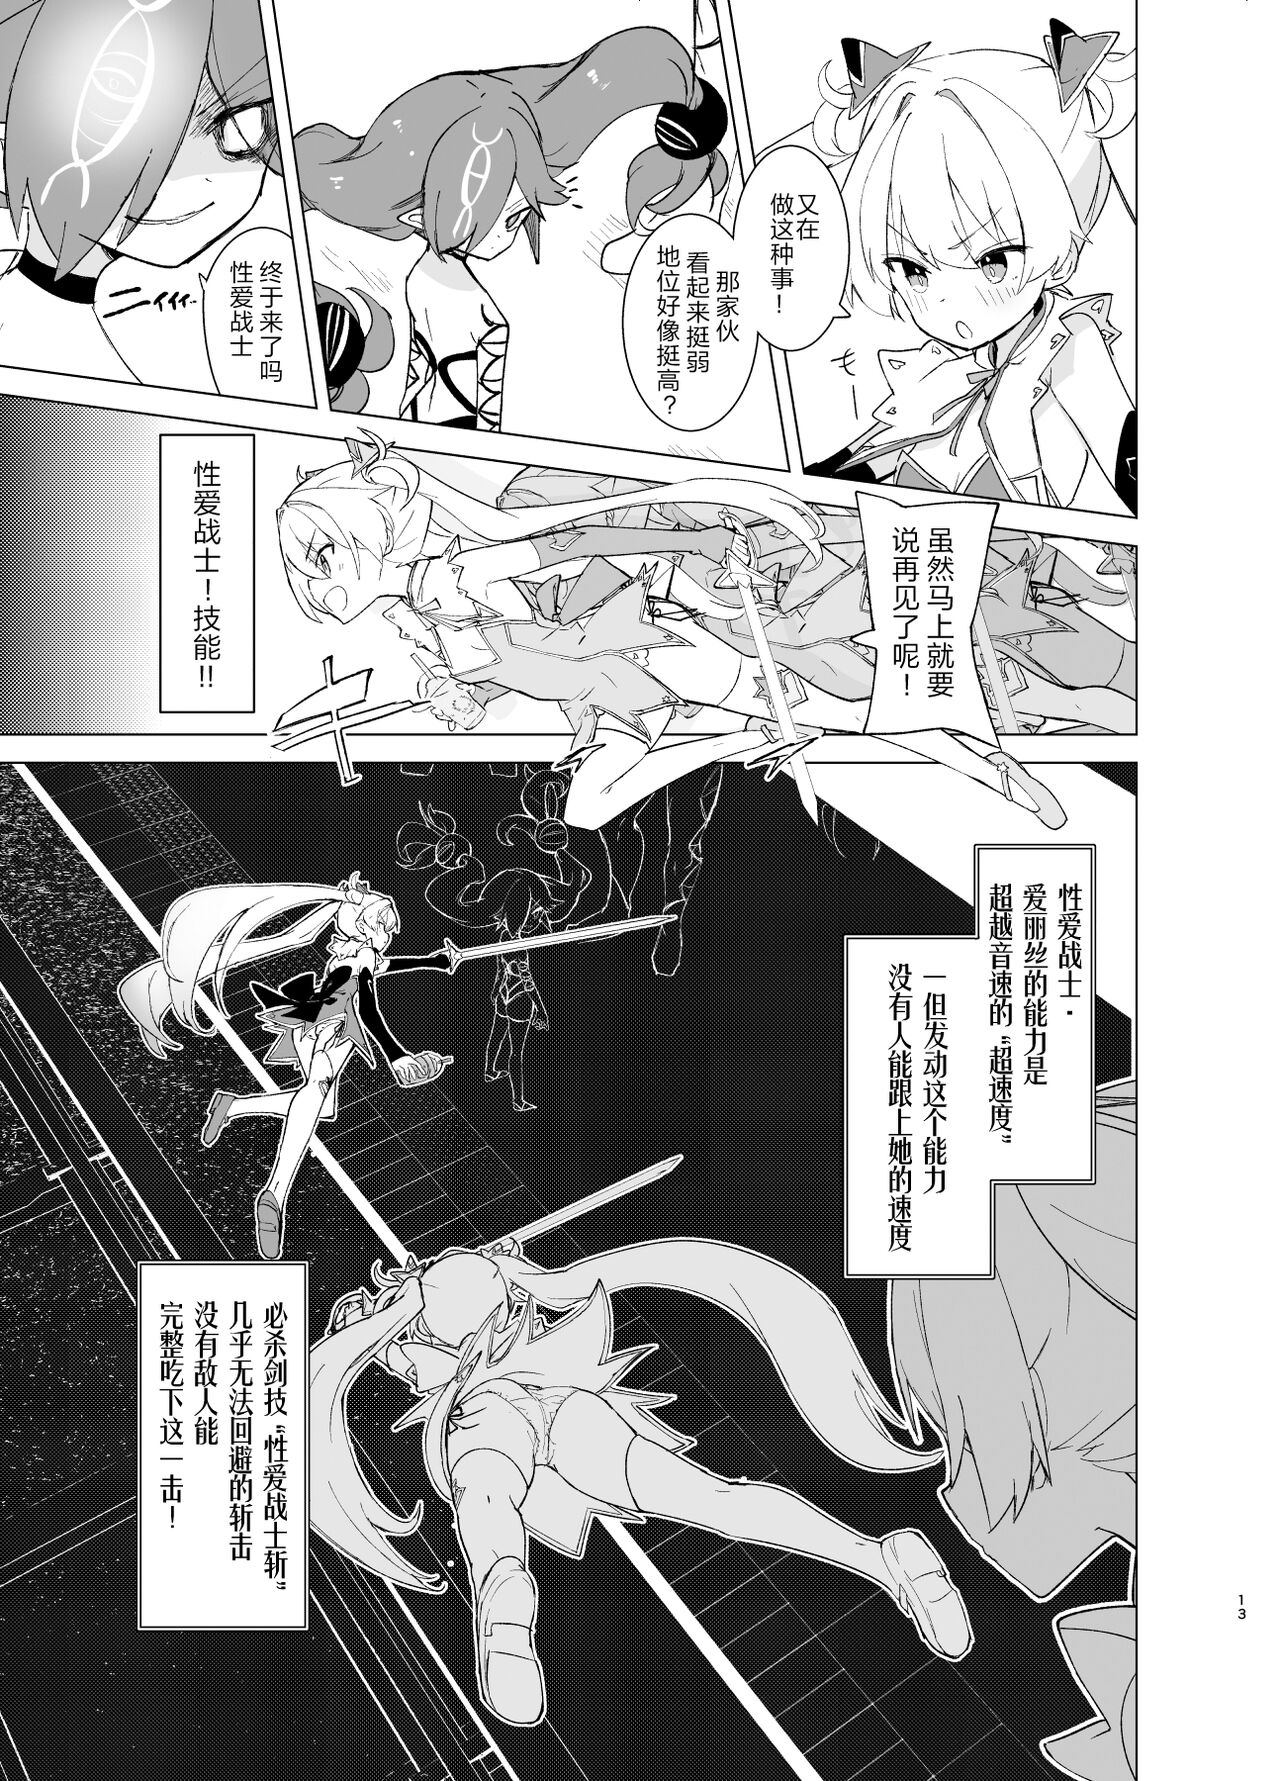 又在
做这种事！
那家伙
看起来挺弱
地位好像挺高？
终于来了吗
性爱战士
虽然马上就要
说再见了呢！
性爱战士！技能!!
性爱战士·
爱丽丝的能力是
超越音速的“超速度”
一但发动这个能力
没有人能跟上她的速度
必杀剑技“性爱战士斩”
几乎无法回避的斩击
没有敌人能
完整吃下这一击！
13